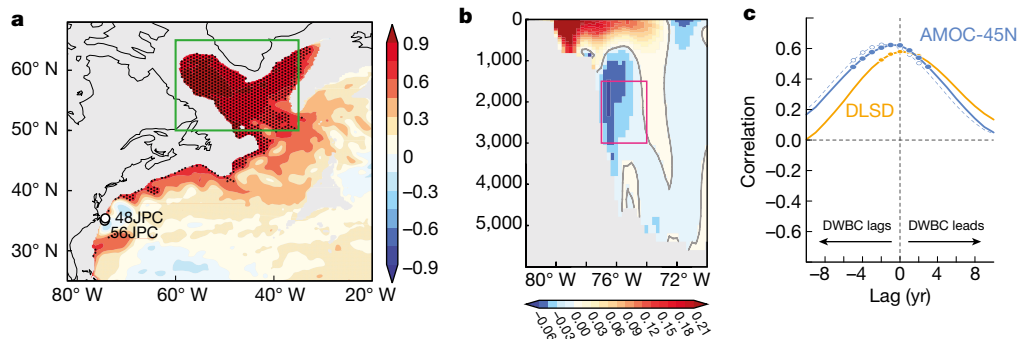 a
60° N
50° N
40° N
30° N
48JPC
56JPC
80° W
60° W
40° W
20° W
0.9
0.6
0.3
0
−0.3
−0.6
−0.9
b
0
1,000
2,000
3,000
4,000
5,000
80° W
76° W
72° W
−0.06
−0.03
0.00
0.03
0.06
0.09
0.12
0.15
0.18
0.21
c
AMOC-45N
DLSD
Correlation
0.6
0.4
0.2
0
−0.2
−0.4
−0.6
DWBC lags
DWBC leads
−8
−4
0
4
8
Lag (yr)